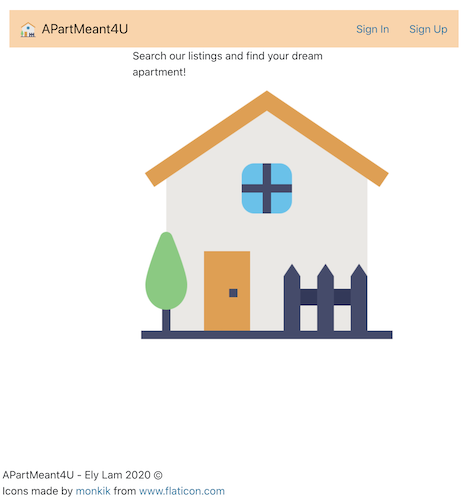 APartMeant4U Sign In Sign Up
Search our listings and find your dream
apartment!
APartMeant4U - Ely Lam 2020 ©
Icons made by monkik from www.flaticon.com